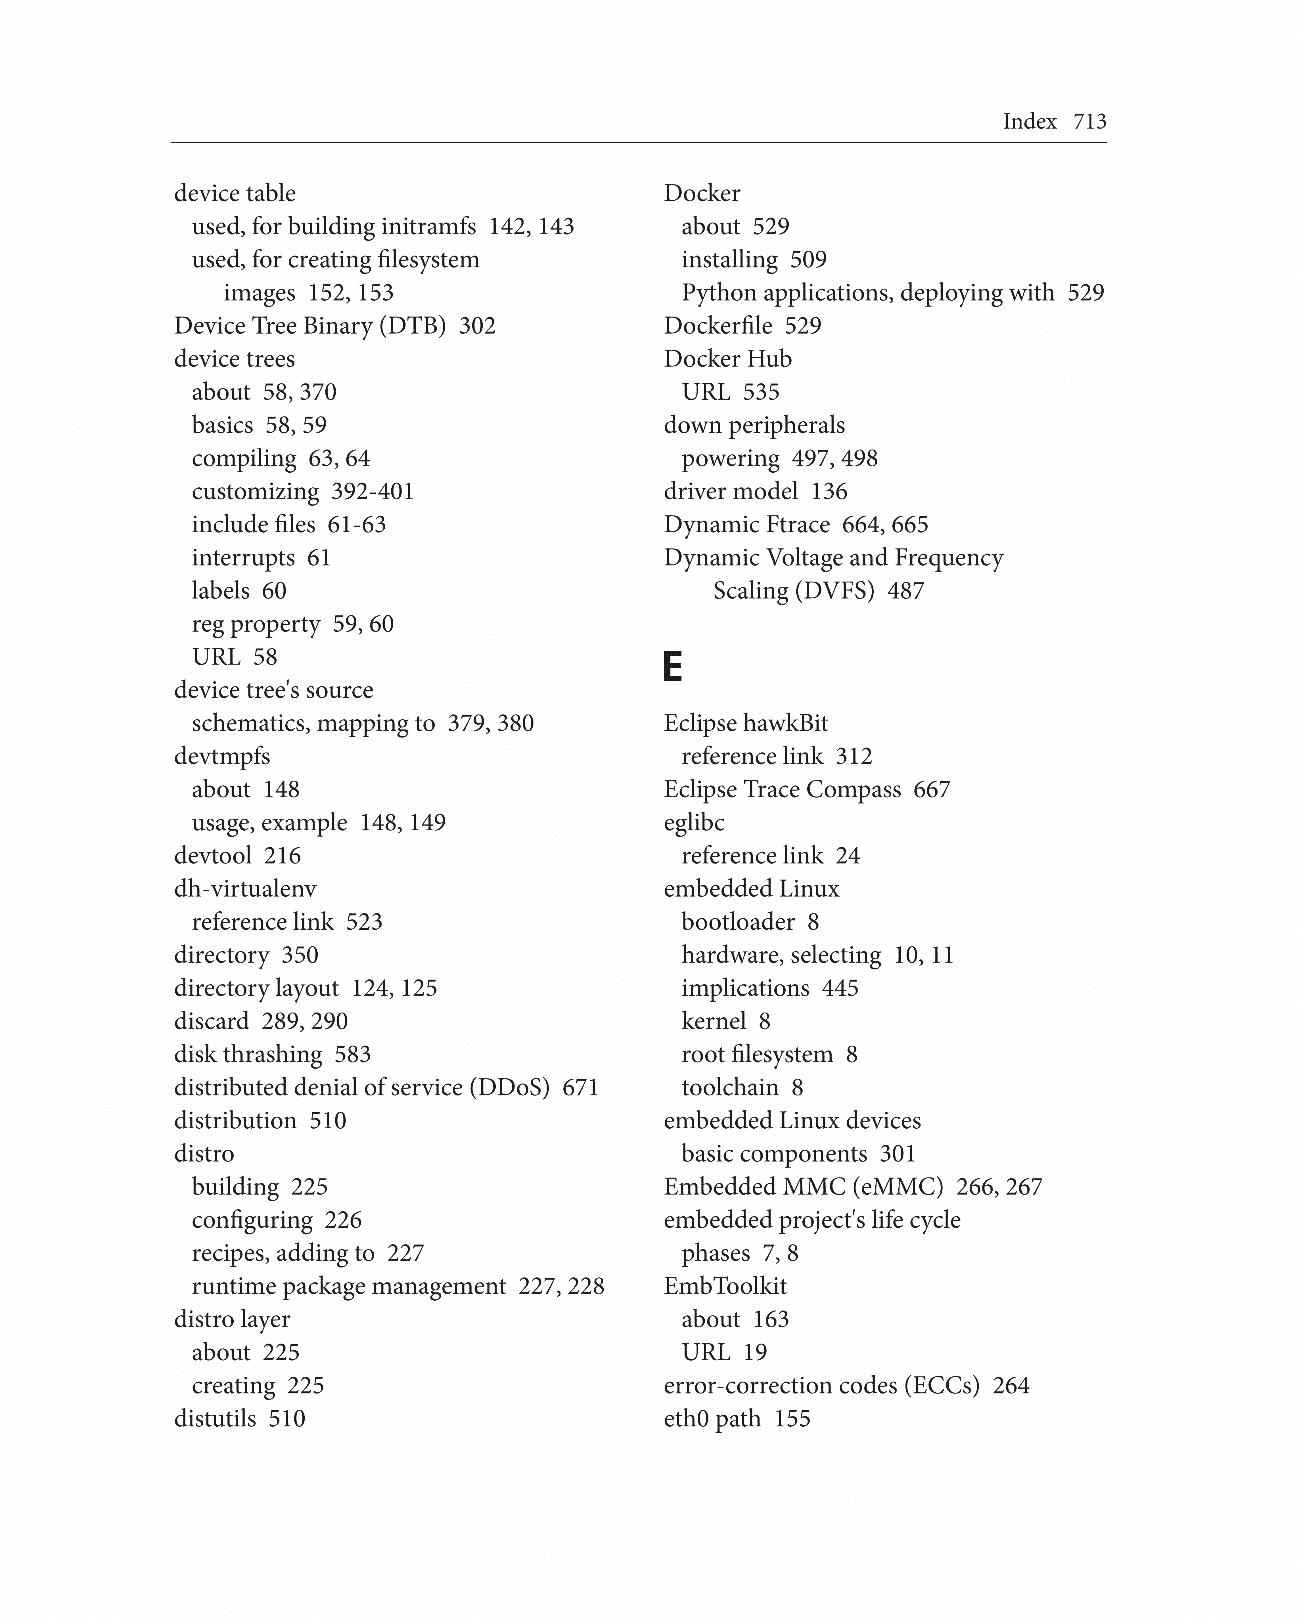 Index 713
device table
used, for building initramfs 142, 143
used, for creating filesystem
images 152, 153
Device Tree Binary (DTB) 302
device trees
about 58, 370
basics 58, 59
compiling 63, 64
customizing 392-401
include files 61-63
interrupts 61
labels 60
reg property 59, 60
URL 58
device tree's source
schematics, mapping to 379, 380
devtmpfs
about 148
usage, example 148, 149
devtool 216
dh-virtualenv
reference link 523
directory 350
directory layout 124, 125
discard 289, 290
disk thrashing 583
distributed denial of service (DDoS) 671
distribution 510
distro
building 225
configuring 226
recipes, adding to 227
runtime package management 227, 228
distro layer
about 225
creating 225
distutils 510
Docker
about 529
installing 509
Python applications, deploying with 529
Dockerfile 529
Docker Hub
URL 535
down peripherals
powering 497, 498
driver model 136
Dynamic Ftrace 664, 665
Dynamic Voltage and Frequency
Scaling (DVFS) 487
E
Eclipse hawkBit
reference link 312
Eclipse Trace Compass 667
eglibc
reference link 24
embedded Linux
bootloader 8
hardware, selecting 10, 11
implications 445
kernel 8
root filesystem 8
toolchain 8
embedded Linux devices
basic components 301
Embedded MMC (eMMC) 266, 267
embedded project's life cycle
phases 7, 8
EmbToolkit
about 163
URL 19
error-correction codes (ECCs) 264
eth0 path 155